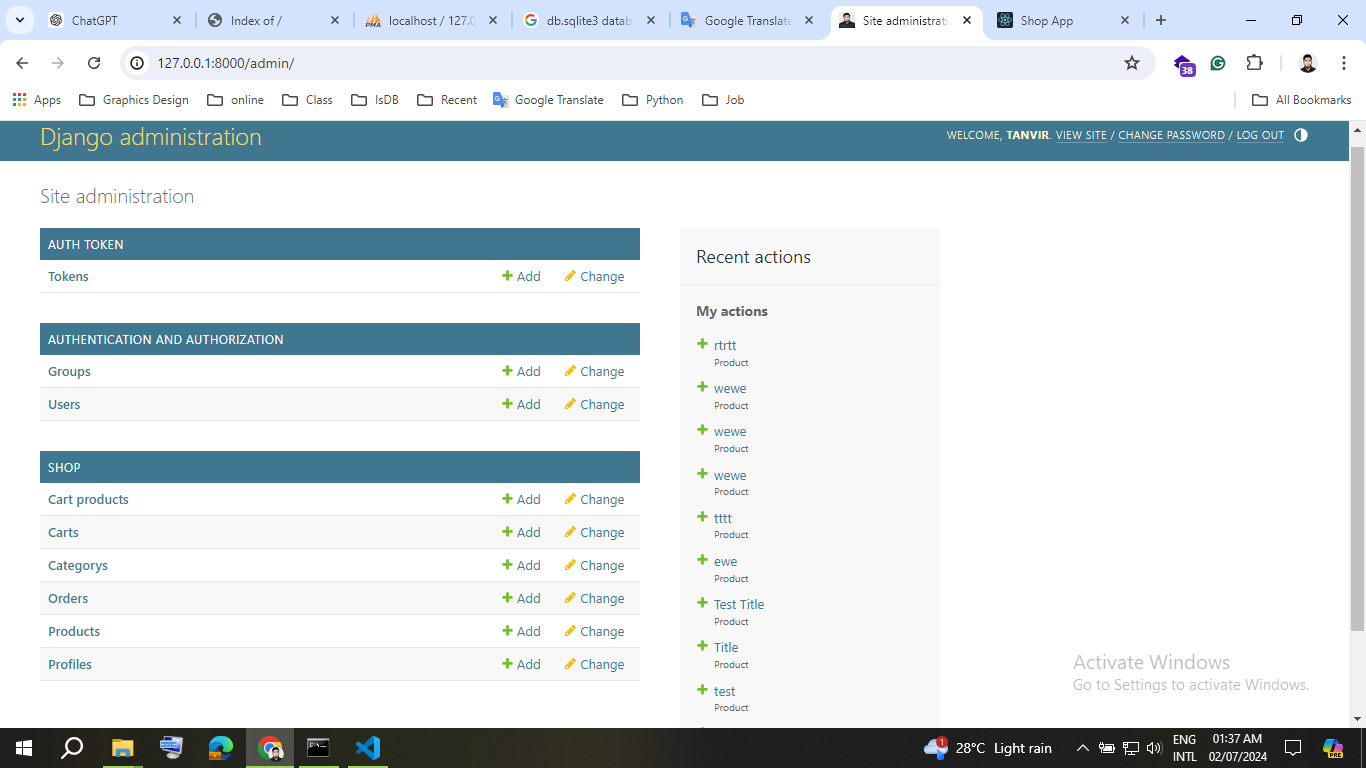 ChatGPT
Index of /
localhost / 127.0
db.sqlite3 datab
Google Translate
Site administrati
Shop App
127.0.0.1:8000/admin/
38
Apps
Graphics Design
online
Class
IsDB
Recent
Google Translate
Python
Job
All Bookmarks
Django administration
WELCOME, TANVIR. VIEW SITE / CHANGE PASSWORD / LOG OUT
Site administration
AUTH TOKEN
Tokens Add Change
AUTHENTICATION AND AUTHORIZATION
Groups Add Change
Users Add Change
SHOP
Cart products Add Change
Carts Add Change
Categorys Add Change
Orders Add Change
Products Add Change
Profiles Add Change
Recent actions
My actions
rtrtt
Product
wewe
Product
wewe
Product
wewe
Product
tttt
Product
ewe
Product
Test Title
Product
Title
Product
test
Product
Activate Windows
Go to Settings to activate Windows.
1
28°C Light rain
ENG
INTL
01:37 AM
02/07/2024
PRE